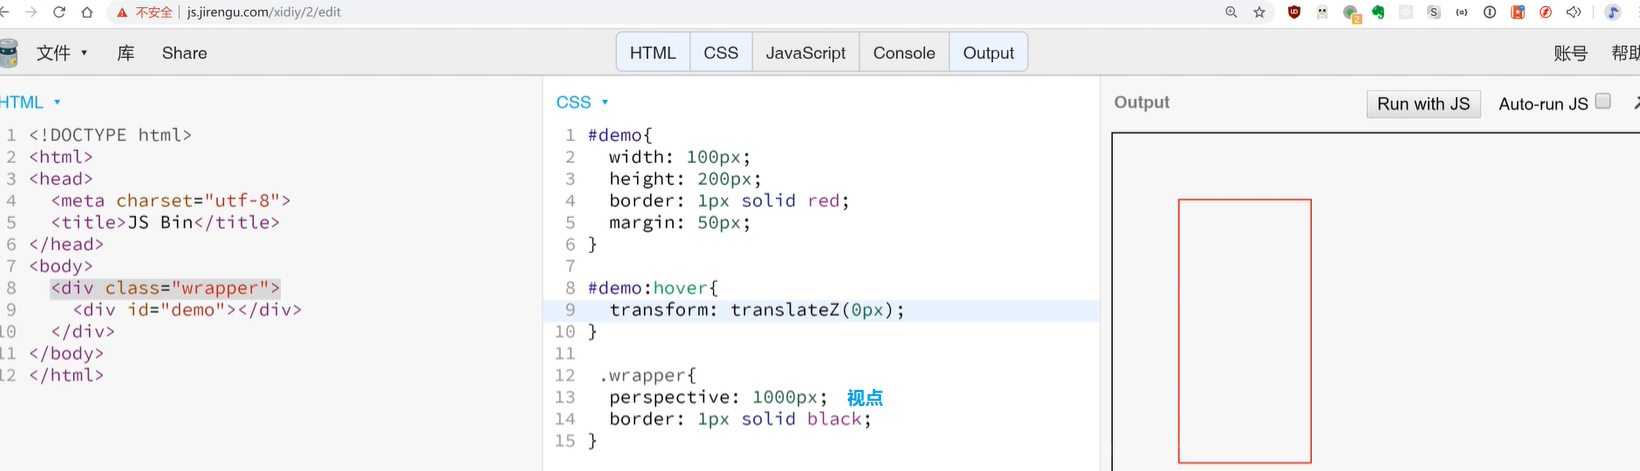 不安全 js.jirengu.com/xidiy/2/edit
文件 库 Share HTML CSS JavaScript Console Output 账号 帮助
HTML
1 <!DOCTYPE html>
2 <html>
3 <head>
4 <meta charset="utf-8">
5 <title>JS Bin</title>
6 </head>
7 <body>
8 <div class="wrapper">
9 <div id="demo"></div>
10 </div>
11 </body>
12 </html>
CSS
1 #demo{
2 width: 100px;
3 height: 200px;
4 border: 1px solid red;
5 margin: 50px;
6 }
7
8 #demo:hover{
9 transform: translateZ(0px);
10 }
11
12 .wrapper{
13 perspective: 1000px; 视点
14 border: 1px solid black;
15 }
Output Run with JS Auto-run JS